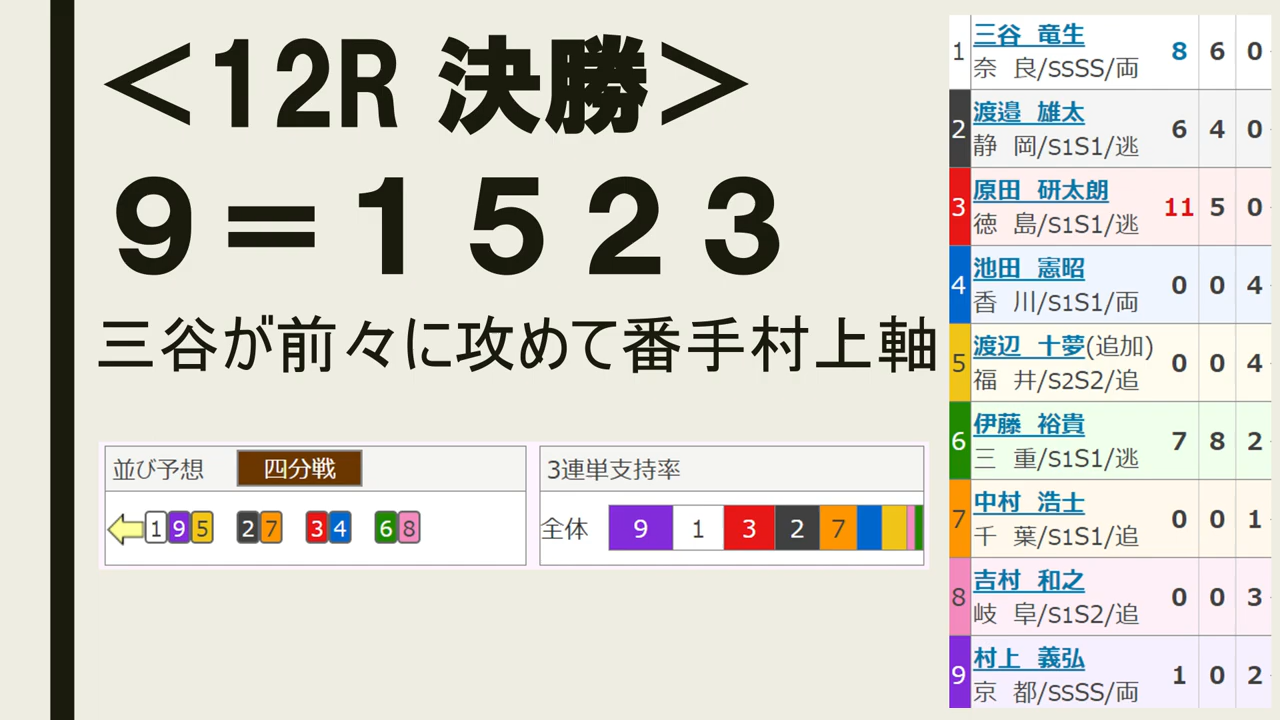 ＜12R 決勝＞
９＝１５２３
三谷が前々に攻めて番手村上軸
並び予想 四分戦
1 9 5 2 7 3 4 6 8
3連単支持率
全体 9 1 3 2 7
1 三谷 竜生 8 6 0
奈 良/SSSS/両
2 渡邉 雄太 6 4 0
静 岡/S1S1/逃
3 原田 研太朗 11 5 0
徳 島/S1S1/逃
4 池田 憲昭 0 0 4
香 川/S1S1/両
5 渡辺 十夢(追加) 0 0 4
福 井/S2S2/追
6 伊藤 裕貴 7 8 2
三 重/S1S1/逃
7 中村 浩士 0 0 1
千 葉/S1S1/追
8 吉村 和之 0 0 3
岐 阜/S1S2/追
9 村上 義弘 1 0 2
京 都/SSSS/両